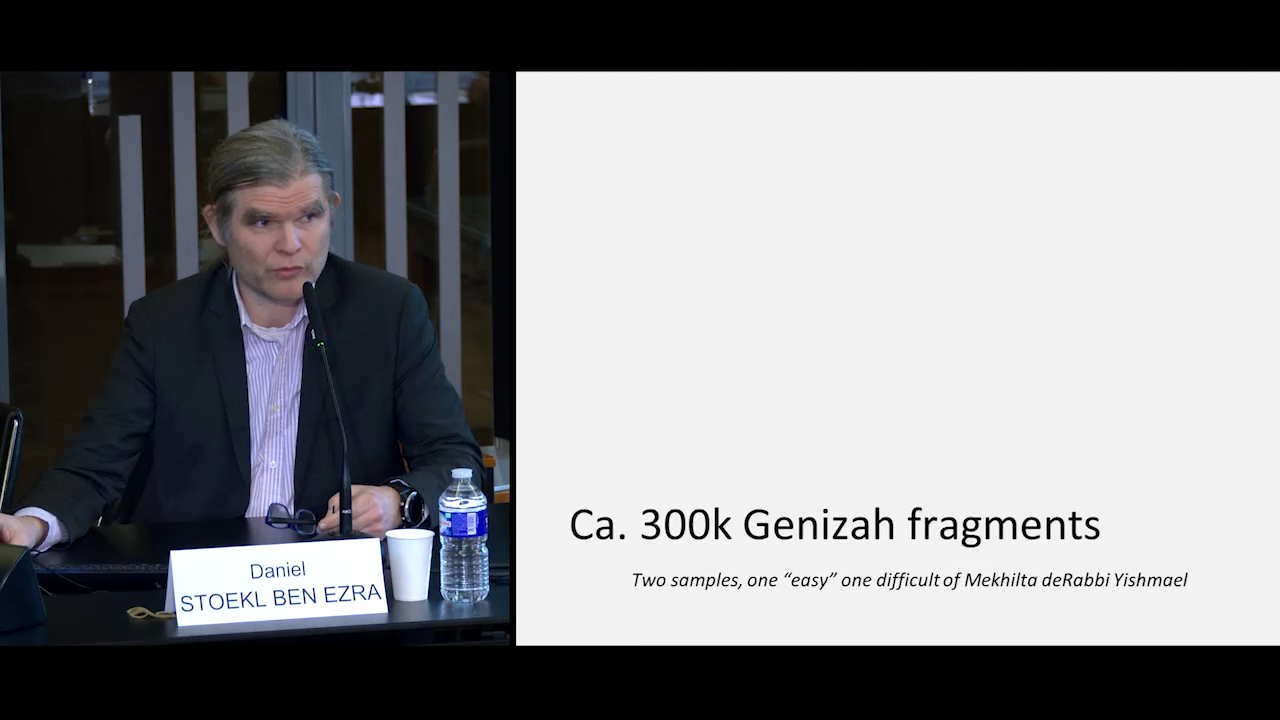 Daniel
STOEKL BEN EZRA
Ca. 300k Genizah fragments
Two samples, one “easy” one difficult of Mekhilta deRabbi Yishmael